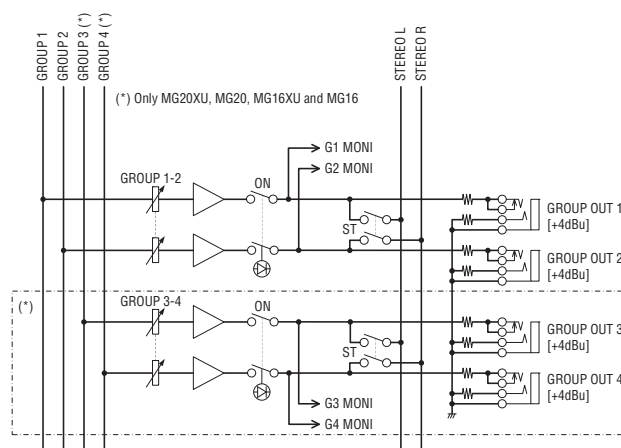 GROUP 1
GROUP 2
GROUP 3 (*)
GROUP 4 (*)
STEREO L
STEREO R
(*) Only MG20XU, MG20, MG16XU and MG16
G1 MONI
G2 MONI
GROUP 1-2
ON
ST
GROUP OUT 1
[+4dBu]
GROUP OUT 2
[+4dBu]
(*)
GROUP 3-4
ON
ST
GROUP OUT 3
[+4dBu]
GROUP OUT 4
[+4dBu]
G3 MONI
G4 MONI